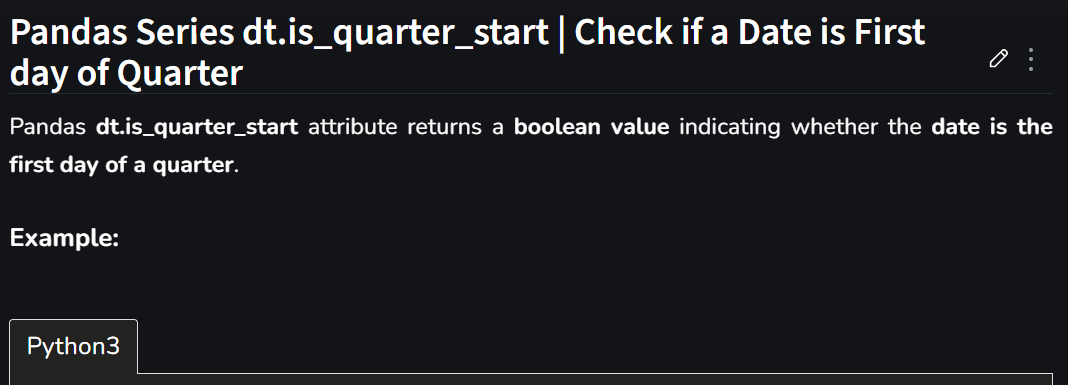 Pandas Series dt.is_quarter_start | Check if a Date is First
day of Quarter
Pandas dt.is_quarter_start attribute returns a boolean value indicating whether the date is the
first day of a quarter.
Example:
Python3